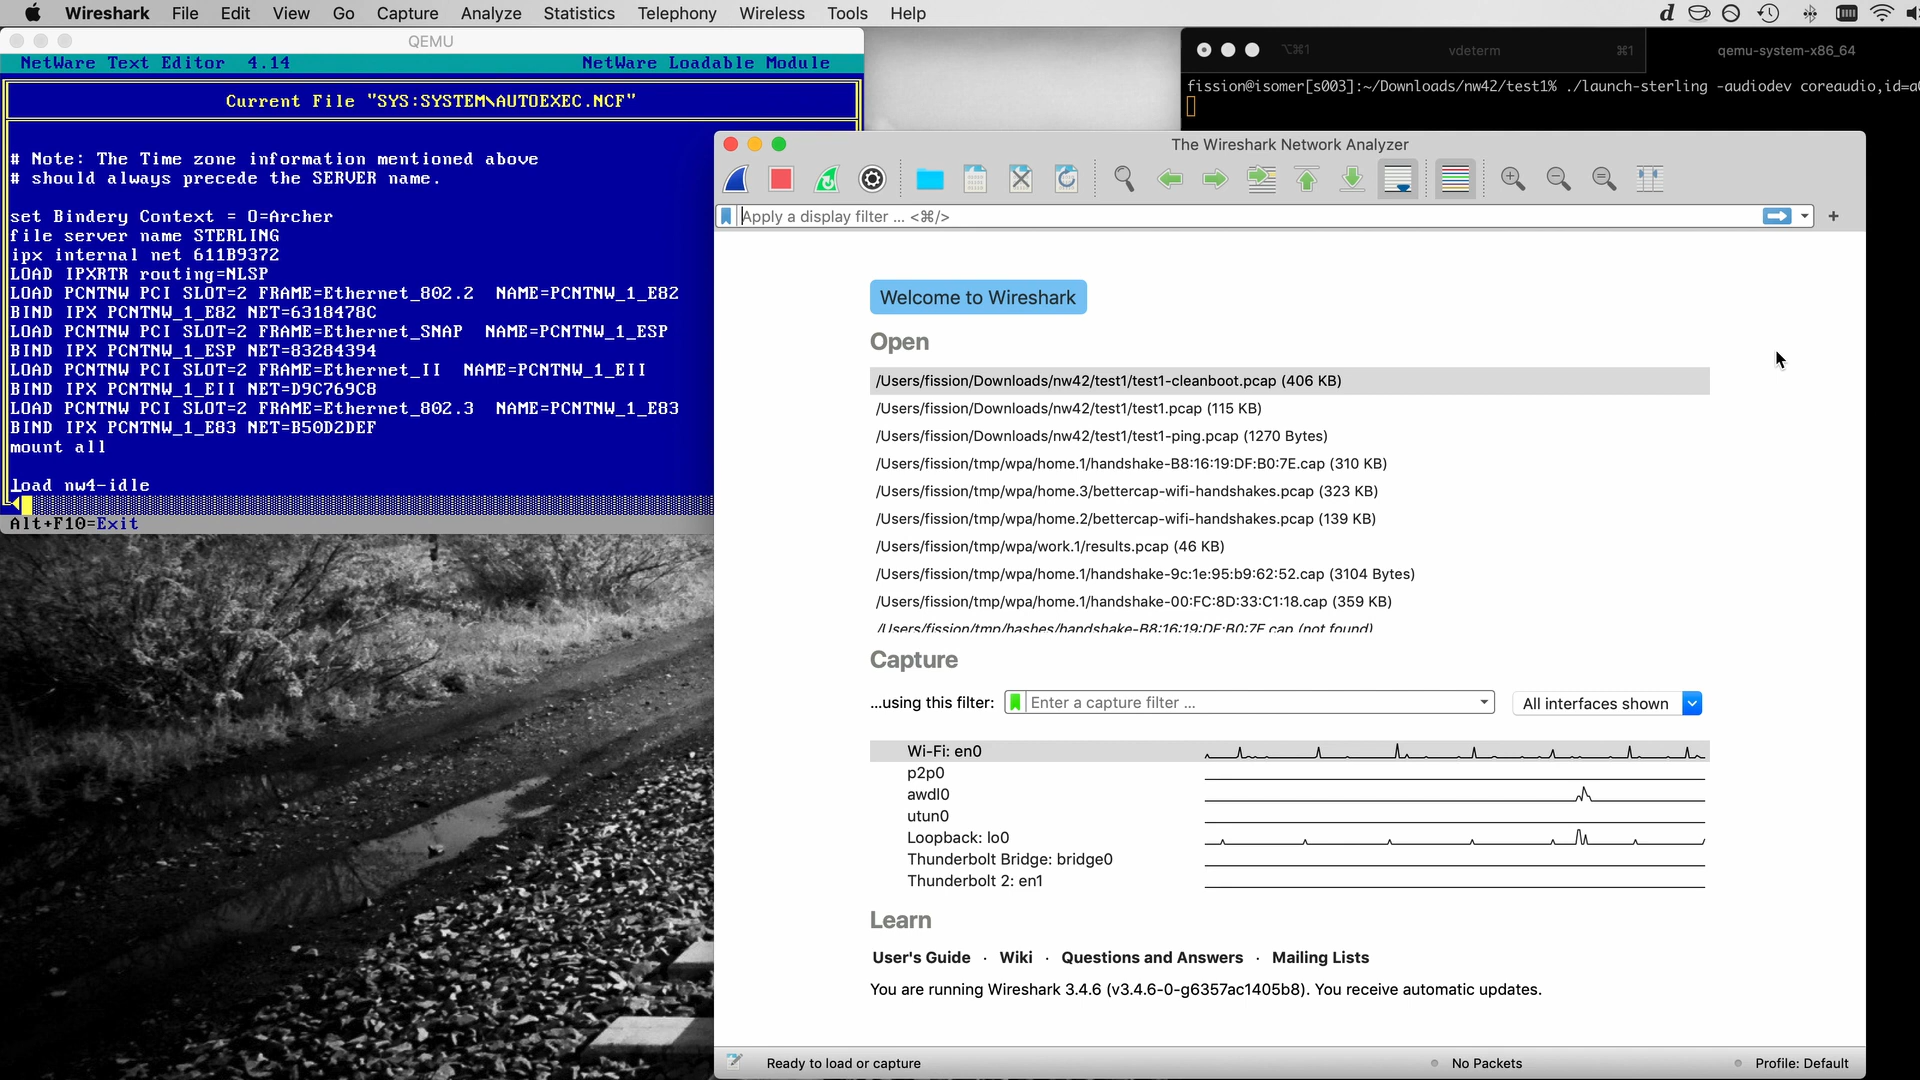 Wireshark File Edit View Go Capture Analyze Statistics Telephony Wireless Tools Help
QEMU
NetWare Text Editor 4.14 NetWare Loadable Module
Current File "SYS:SYSTEM\AUTOEXEC.NCF"
# Note: The Time zone information mentioned above
# should always precede the SERVER name.
set Bindery Context = O=Archer
file server name STERLING
ipx internal net 611B9372
LOAD IPXRTR routing=NLSP
LOAD PCNTNW PCI SLOT=2 FRAME=Ethernet_802.2 NAME=PCNTNW_1_E82
BIND IPX PCNTNW_1_E82 NET=6318478C
LOAD PCNTNW PCI SLOT=2 FRAME=Ethernet_SNAP NAME=PCNTNW_1_ESP
BIND IPX PCNTNW_1_ESP NET=83284394
LOAD PCNTNW PCI SLOT=2 FRAME=Ethernet_II NAME=PCNTNW_1_EII
BIND IPX PCNTNW_1_EII NET=D9C769C8
LOAD PCNTNW PCI SLOT=2 FRAME=Ethernet_802.3 NAME=PCNTNW_1_E83
BIND IPX PCNTNW_1_E83 NET=B50D2DEF
mount all
load nw4-idle
Alt+F10=Exit
⌥⌘1 vdeterm ⌘1 qemu-system-x86_64
fission@isomer[s003]:~/Downloads/nw42/test1% ./launch-sterling -audiodev coreaudio,id=a
The Wireshark Network Analyzer
Apply a display filter ... <⌘/>
Welcome to Wireshark
Open
/Users/fission/Downloads/nw42/test1/test1-cleanboot.pcap (406 KB)
/Users/fission/Downloads/nw42/test1/test1.pcap (115 KB)
/Users/fission/Downloads/nw42/test1/test1-ping.pcap (1270 Bytes)
/Users/fission/tmp/wpa/home.1/handshake-B8:16:19:DF:B0:7E.cap (310 KB)
/Users/fission/tmp/wpa/home.3/bettercap-wifi-handshakes.pcap (323 KB)
/Users/fission/tmp/wpa/home.2/bettercap-wifi-handshakes.pcap (139 KB)
/Users/fission/tmp/wpa/work.1/results.pcap (46 KB)
/Users/fission/tmp/wpa/home.1/handshake-9c:1e:95:b9:62:52.cap (3104 Bytes)
/Users/fission/tmp/wpa/home.1/handshake-00:FC:8D:33:C1:18.cap (359 KB)
/Users/fission/tmp/hashes/handshake-B8:16:19:DF:B0:7E.cap (not found)
Capture
...using this filter: Enter a capture filter ... All interfaces shown
Wi-Fi: en0
p2p0
awdl0
utun0
Loopback: lo0
Thunderbolt Bridge: bridge0
Thunderbolt 2: en1
Learn
User's Guide · Wiki · Questions and Answers · Mailing Lists
You are running Wireshark 3.4.6 (v3.4.6-0-g6357ac1405b8). You receive automatic updates.
Ready to load or capture No Packets Profile: Default